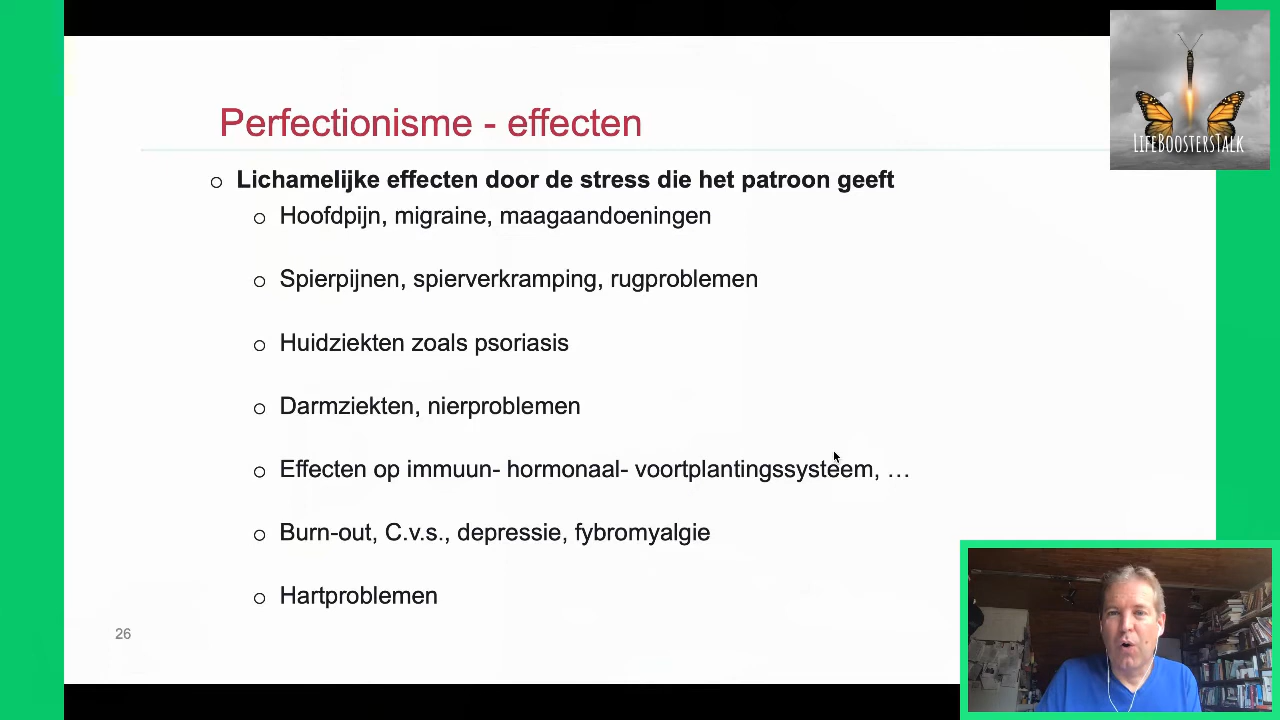 Perfectionisme - effecten
LIFEBOOSTERSTALK
Lichamelijke effecten door de stress die het patroon geeft
Hoofdpijn, migraine, maagaandoeningen
Spierpijnen, spierverkramping, rugproblemen
Huidziekten zoals psoriasis
Darmziekten, nierproblemen
Effecten op immuun- hormonaal- voortplantingssysteem, …
Burn-out, C.v.s., depressie, fybromyalgie
Hartproblemen
26